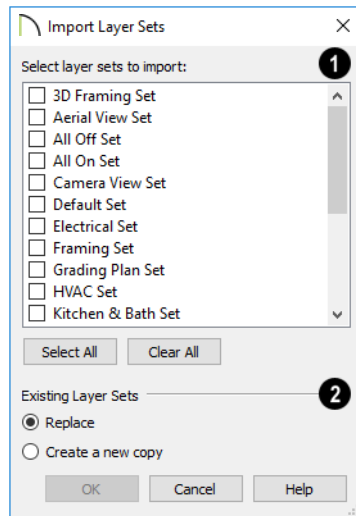 Import Layer Sets
Select layer sets to import:
1
3D Framing Set
Aerial View Set
All Off Set
All On Set
Camera View Set
Default Set
Electrical Set
Framing Set
Grading Plan Set
HVAC Set
Kitchen & Bath Set
Select All Clear All
Existing Layer Sets
2
Replace
Create a new copy
OK Cancel Help